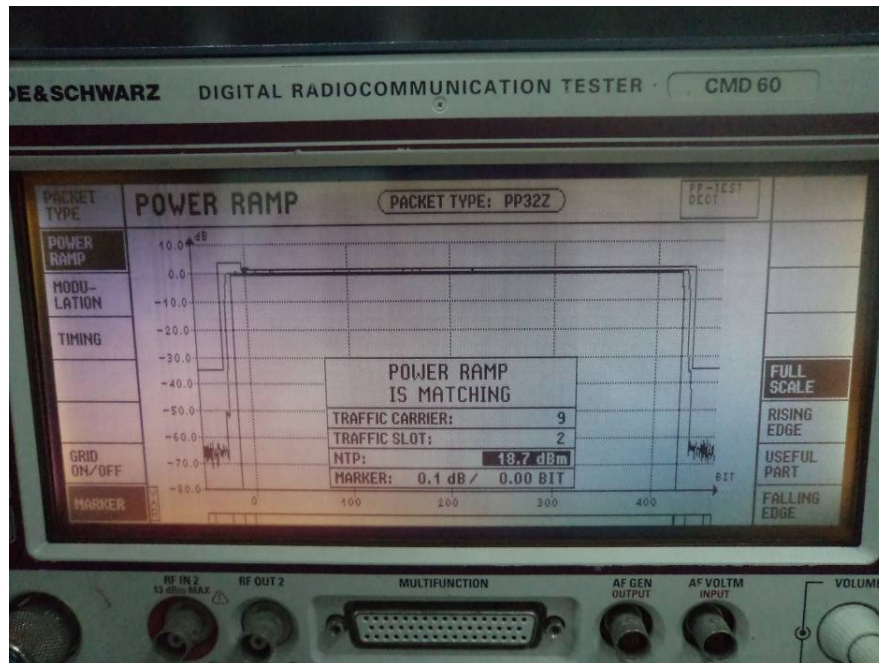 DE&SCHWARZ DIGITAL RADIOCOMMUNICATION TESTER · CMD 60
PACKET
TYPE
POWER RAMP
PACKET TYPE: PP32Z
PP-TEST
DECT
POWER
RAMP
MODU-
LATION
TIMING
GRID
ON/OFF
MARKER
dB
10.0
0.0
-10.0
-20.0
-30.0
-40.0
-50.0
-60.0
-70.0
-80.0
0 100 200 300 400
BIT
POWER RAMP
IS MATCHING
TRAFFIC CARRIER: 9
TRAFFIC SLOT: 2
NTP: 18.7 dBm
MARKER: 0.1 dB / 0.00 BIT
FULL
SCALE
RISING
EDGE
USEFUL
PART
FALLING
EDGE
RF IN 2
13 dBm MAX
RF OUT 2
MULTIFUNCTION
AF GEN
OUTPUT
AF VOLTM
INPUT
VOLUME